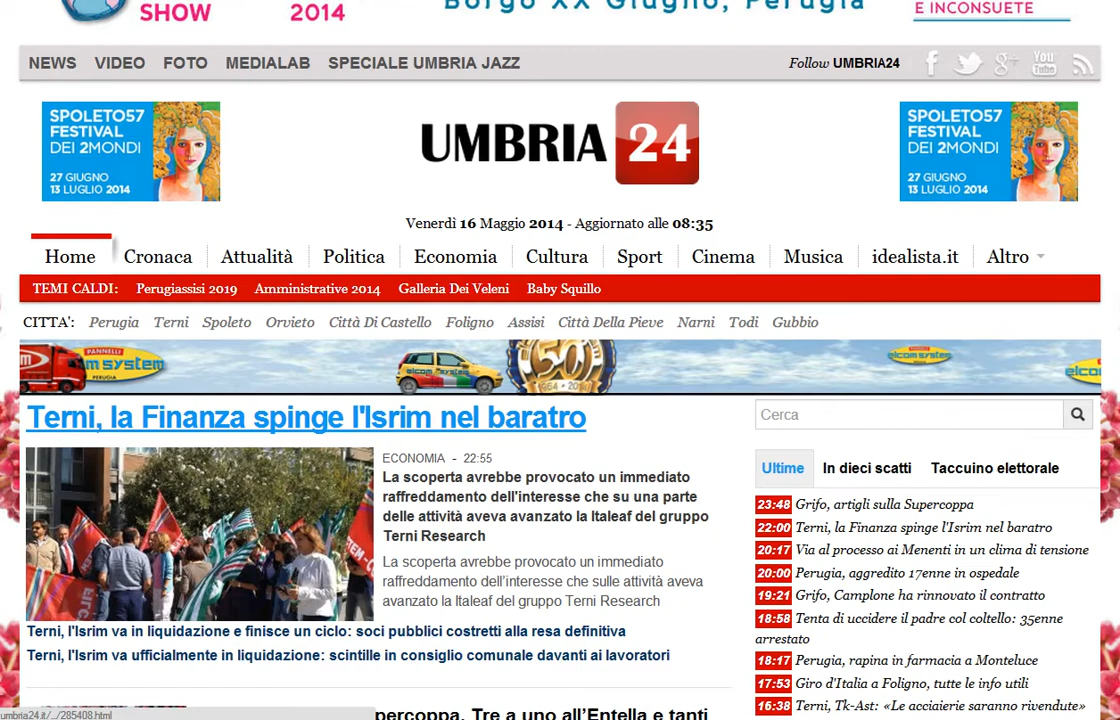 SHOW
2014
Borgo XX Giugno, Perugia
E INCONSUETE
NEWS VIDEO FOTO MEDIALAB SPECIALE UMBRIA JAZZ
Follow UMBRIA24
You
Tube
SPOLETO57
FESTIVAL
DEI 2MONDI
27 GIUGNO
13 LUGLIO 2014
UMBRIA 24
SPOLETO57
FESTIVAL
DEI 2MONDI
27 GIUGNO
13 LUGLIO 2014
Venerdì 16 Maggio 2014 - Aggiornato alle 08:35
Home Cronaca Attualità Politica Economia Cultura Sport Cinema Musica idealista.it Altro
TEMI CALDI: Perugiassisi 2019 Amministrative 2014 Galleria Dei Veleni Baby Squillo
CITTA': Perugia Terni Spoleto Orvieto Città Di Castello Foligno Assisi Città Della Pieve Narni Todi Gubbio
PANNELLI
m system
PERUGIA
elcom system
50
elcom system
elco
Terni, la Finanza spinge l'Isrim nel baratro
ECONOMIA - 22:55
La scoperta avrebbe provocato un immediato
raffreddamento dell'interesse che su una parte
delle attività aveva avanzato la Italeaf del gruppo
Terni Research
La scoperta avrebbe provocato un immediato
raffreddamento dell'interesse che sulle attività aveva
avanzato la Italeaf del gruppo Terni Research
Terni, l'Isrim va in liquidazione e finisce un ciclo: soci pubblici costretti alla resa definitiva
Terni, l'Isrim va ufficialmente in liquidazione: scintille in consiglio comunale davanti ai lavoratori
Cerca
Ultime In dieci scatti Taccuino elettorale
23:48 Grifo, artigli sulla Supercoppa
22:00 Terni, la Finanza spinge l'Isrim nel baratro
20:17 Via al processo ai Menenti in un clima di tensione
20:00 Perugia, aggredito 17enne in ospedale
19:21 Grifo, Camplone ha rinnovato il contratto
18:58 Tenta di uccidere il padre col coltello: 35enne
arrestato
18:17 Perugia, rapina in farmacia a Monteluce
17:53 Giro d'Italia a Foligno, tutte le info utili
16:38 Terni, Tk-Ast: «Le acciaierie saranno rivendute»
umbria24.it/.../285408.html
percoppa. Tre a uno all'Entella e tanti